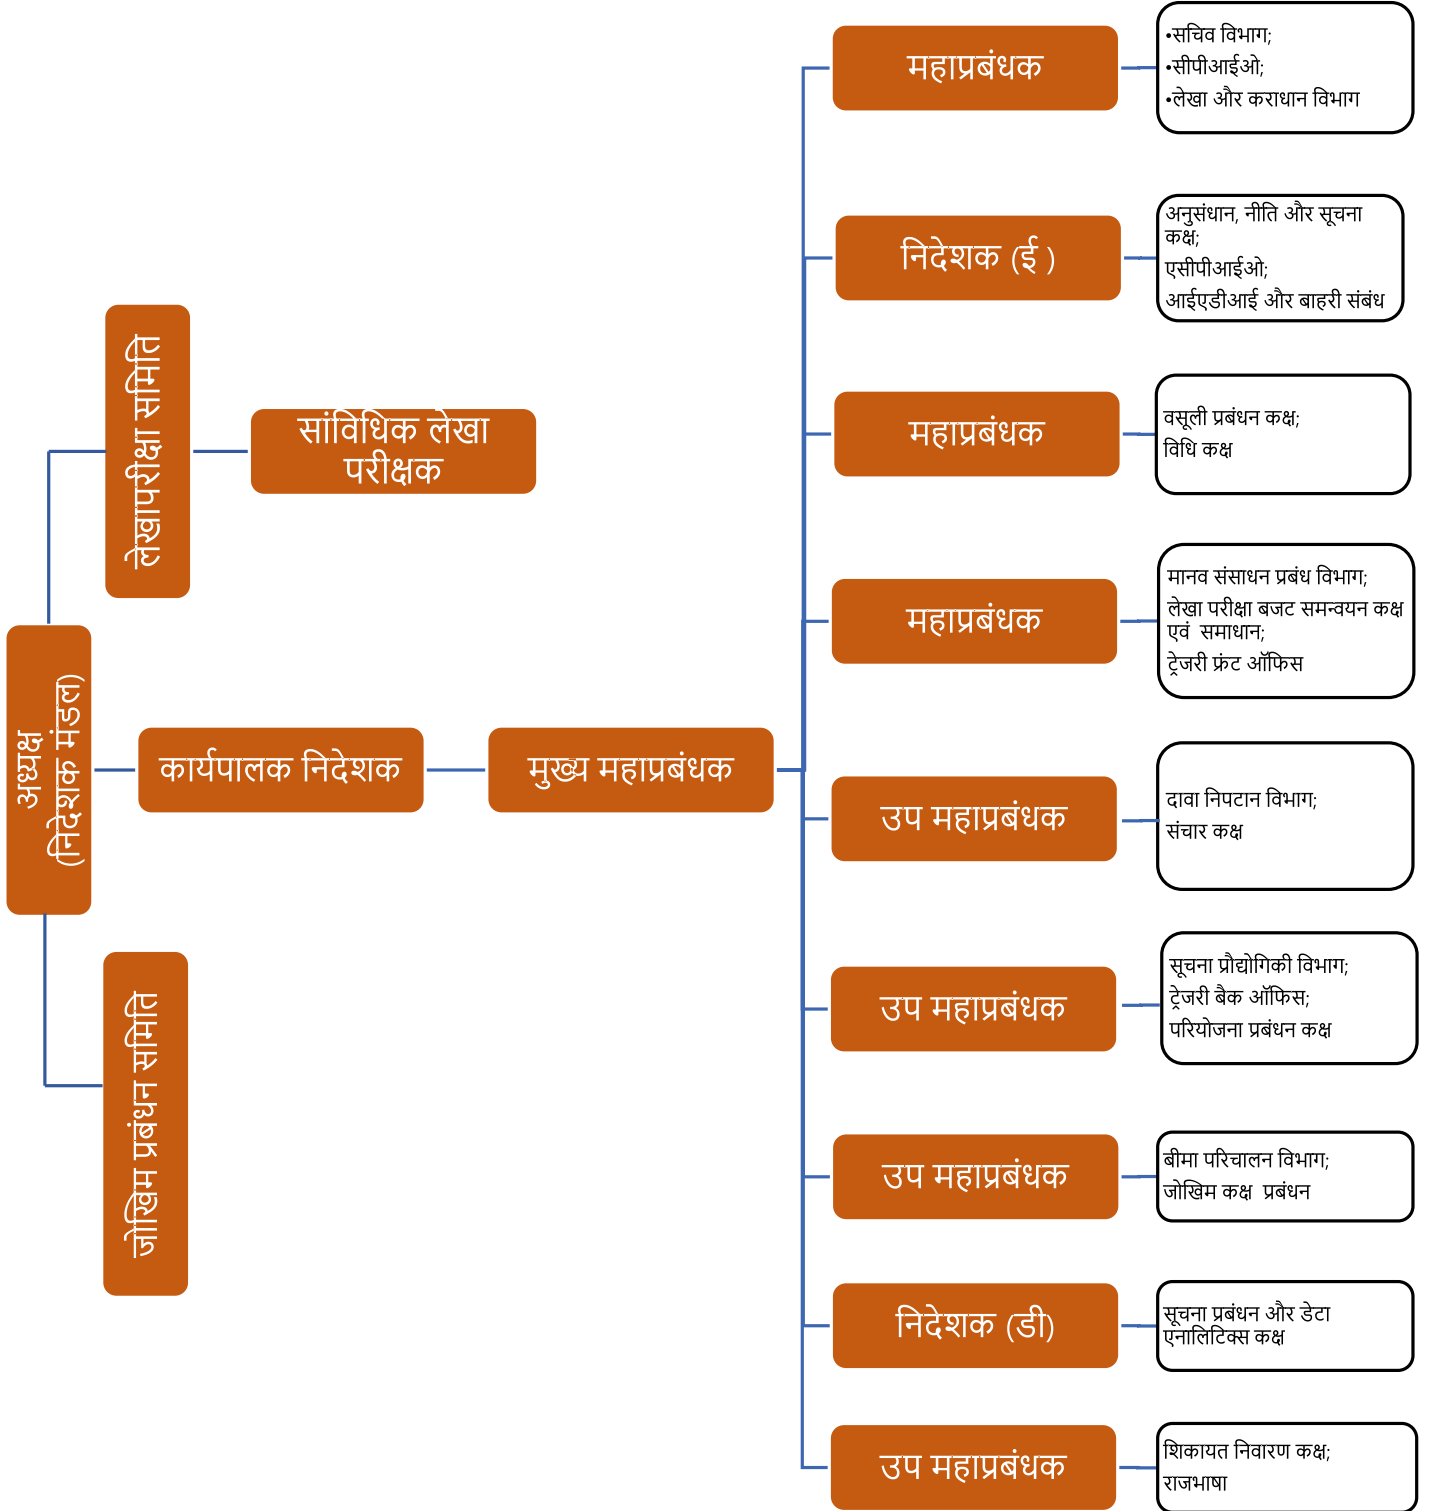 अध्यक्ष
(निदेशक मंडल)
लेखापरीक्षा समिति
सांविधिक लेखा
परीक्षक
कार्यपालक निदेशक
मुख्य महाप्रबंधक
जोखिम प्रबंधन समिति
महाप्रबंधक
•सचिव विभाग;
•सीपीआईओ;
•लेखा और कराधान विभाग
निदेशक (ई )
अनुसंधान, नीति और सूचना
कक्ष;
एसीपीआईओ;
आईएडीआई और बाहरी संबंध
महाप्रबंधक
वसूली प्रबंधन कक्ष;
विधि कक्ष
महाप्रबंधक
मानव संसाधन प्रबंध विभाग;
लेखा परीक्षा बजट समन्वयन कक्ष
एवं समाधान;
ट्रेजरी फ्रंट ऑफिस
उप महाप्रबंधक
दावा निपटान विभाग;
संचार कक्ष
उप महाप्रबंधक
सूचना प्रौद्योगिकी विभाग;
ट्रेजरी बैक ऑफिस;
परियोजना प्रबंधन कक्ष
उप महाप्रबंधक
बीमा परिचालन विभाग;
जोखिम कक्ष प्रबंधन
निदेशक (डी)
सूचना प्रबंधन और डेटा
एनालिटिक्स कक्ष
उप महाप्रबंधक
शिकायत निवारण कक्ष;
राजभाषा